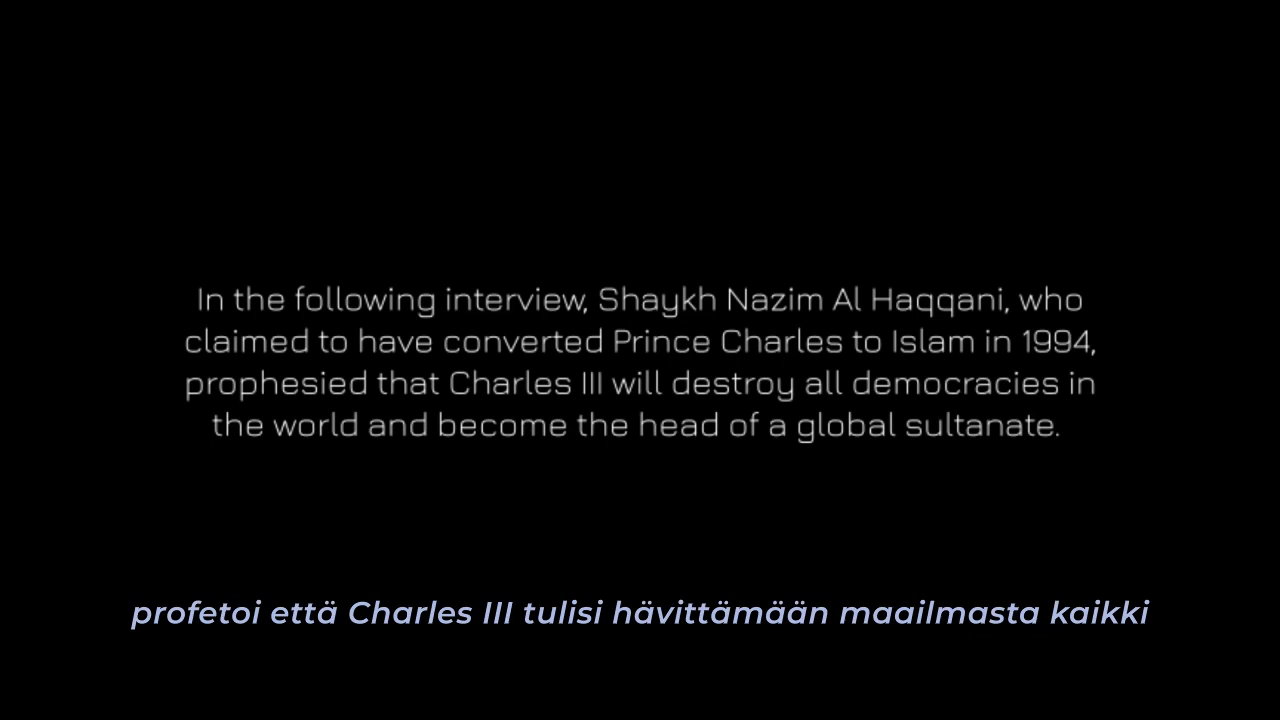 In the following interview, Shaykh Nazim Al Haqqani, who
claimed to have converted Prince Charles to Islam in 1994,
prophesied that Charles III will destroy all democracies in
the world and become the head of a global sultanate.
profetoi että Charles III tulisi hävittämään maailmasta kaikki